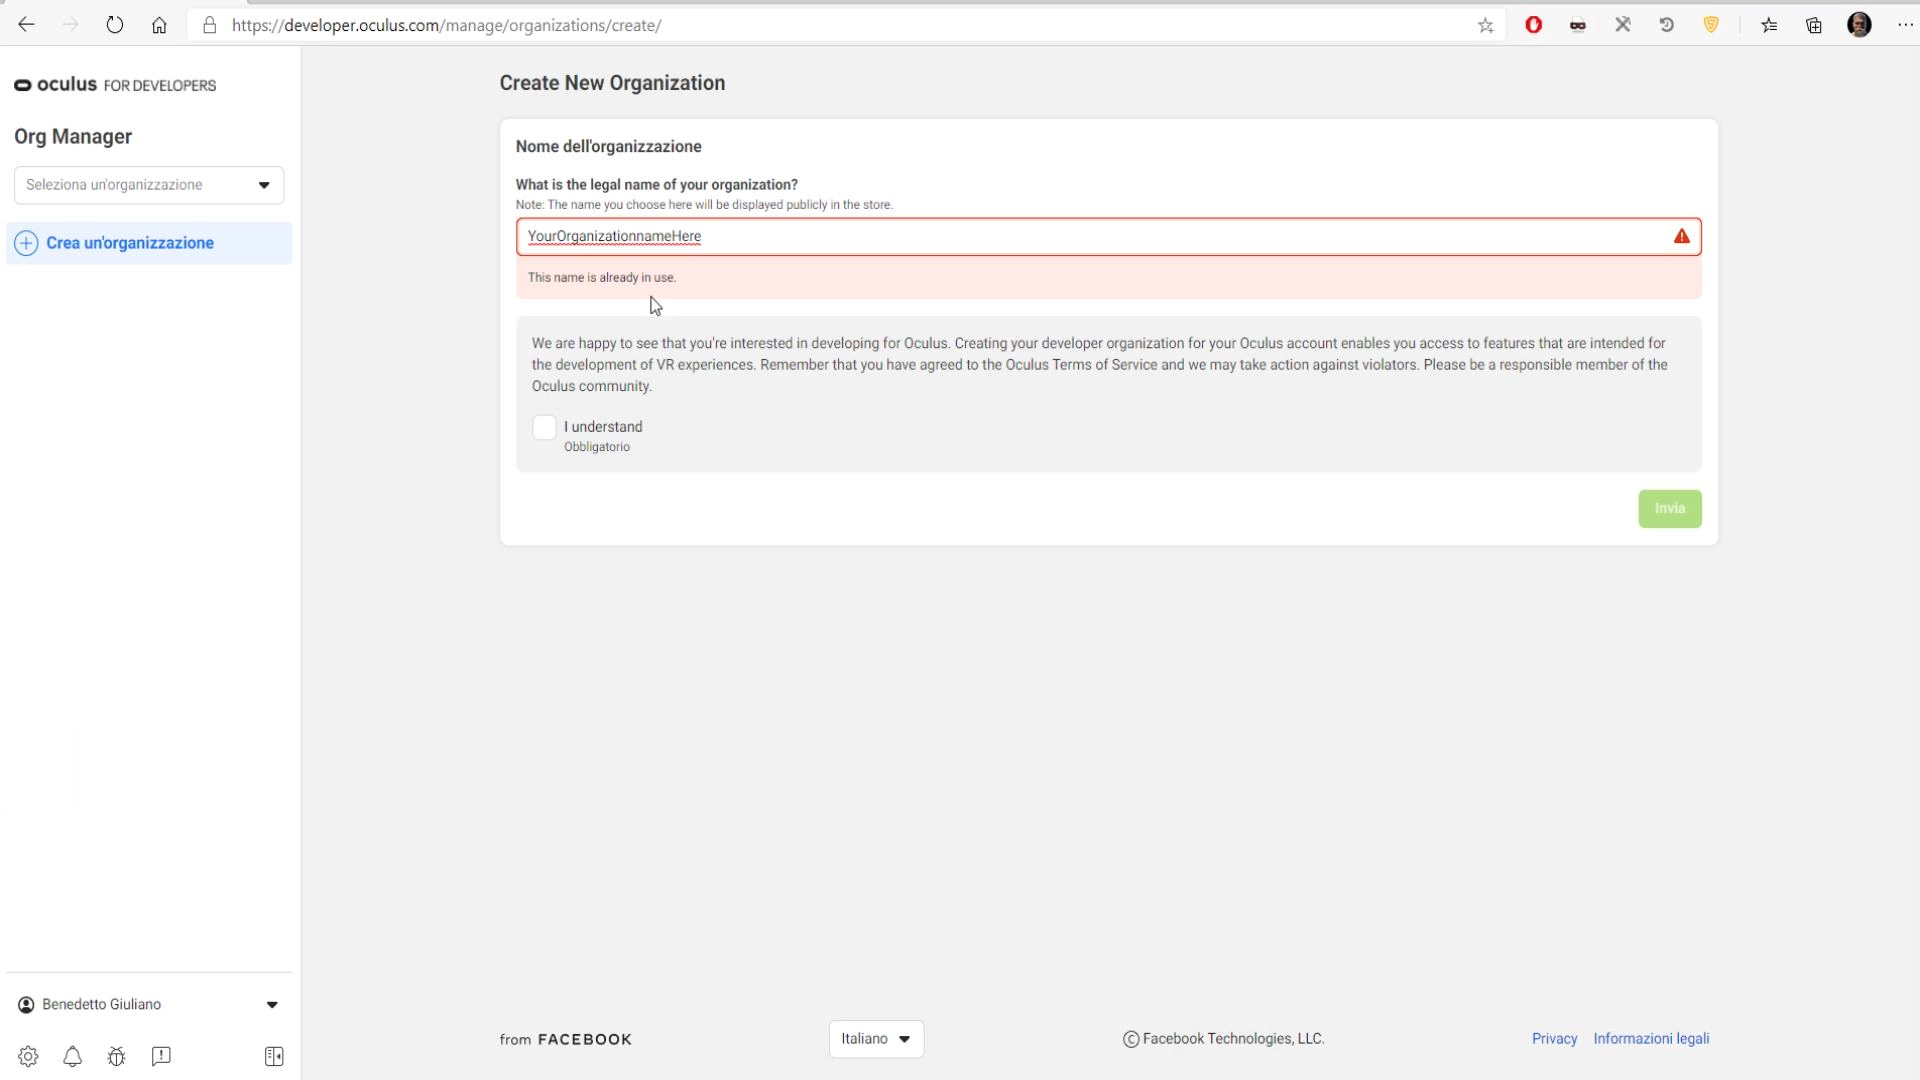 https://developer.oculus.com/manage/organizations/create/
oculus FOR DEVELOPERS
Org Manager
Seleziona un'organizzazione
Crea un'organizzazione
Create New Organization
Nome dell'organizzazione
What is the legal name of your organization?
Note: The name you choose here will be displayed publicly in the store.
YourOrganizationnameHere
This name is already in use.
We are happy to see that you're interested in developing for Oculus. Creating your developer organization for your Oculus account enables you access to features that are intended for
the development of VR experiences. Remember that you have agreed to the Oculus Terms of Service and we may take action against violators. Please be a responsible member of the
Oculus community.
I understand
Obbligatorio
Invia
Benedetto Giuliano
from FACEBOOK
Italiano
© Facebook Technologies, LLC.
Privacy
Informazioni legali